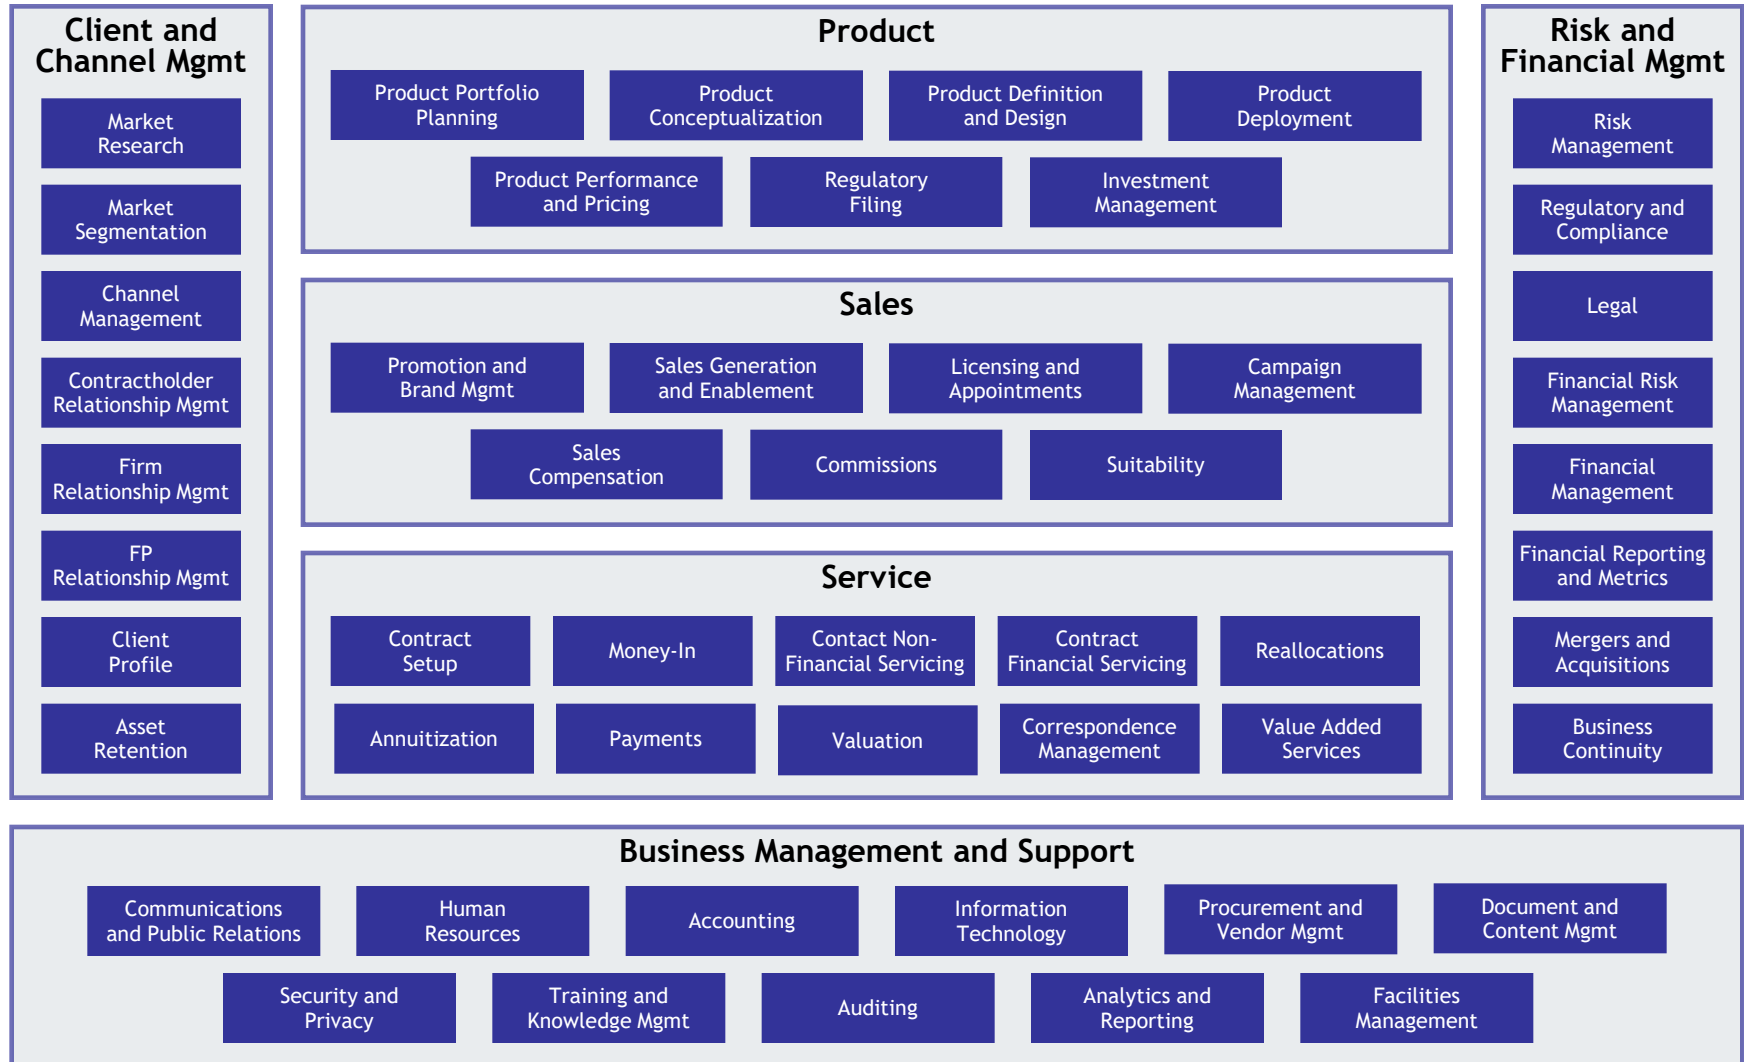 Client and
Channel Mgmt
Market
Research
Market
Segmentation
Channel
Management
Contractholder
Relationship Mgmt
Firm
Relationship Mgmt
FP
Relationship Mgmt
Client
Profile
Asset
Retention
Product
Product Portfolio
Planning
Product
Conceptualization
Product Definition
and Design
Product
Deployment
Product Performance
and Pricing
Regulatory
Filing
Investment
Management
Sales
Promotion and
Brand Mgmt
Sales Generation
and Enablement
Licensing and
Appointments
Campaign
Management
Sales
Compensation
Commissions
Suitability
Service
Contract
Setup
Money-In
Contact Non-
Financial Servicing
Contract
Financial Servicing
Reallocations
Annuitization
Payments
Valuation
Correspondence
Management
Value Added
Services
Risk and
Financial Mgmt
Risk
Management
Regulatory and
Compliance
Legal
Financial Risk
Management
Financial
Management
Financial Reporting
and Metrics
Mergers and
Acquisitions
Business
Continuity
Business Management and Support
Communications
and Public Relations
Human
Resources
Accounting
Information
Technology
Procurement and
Vendor Mgmt
Document and
Content Mgmt
Security and
Privacy
Training and
Knowledge Mgmt
Auditing
Analytics and
Reporting
Facilities
Management